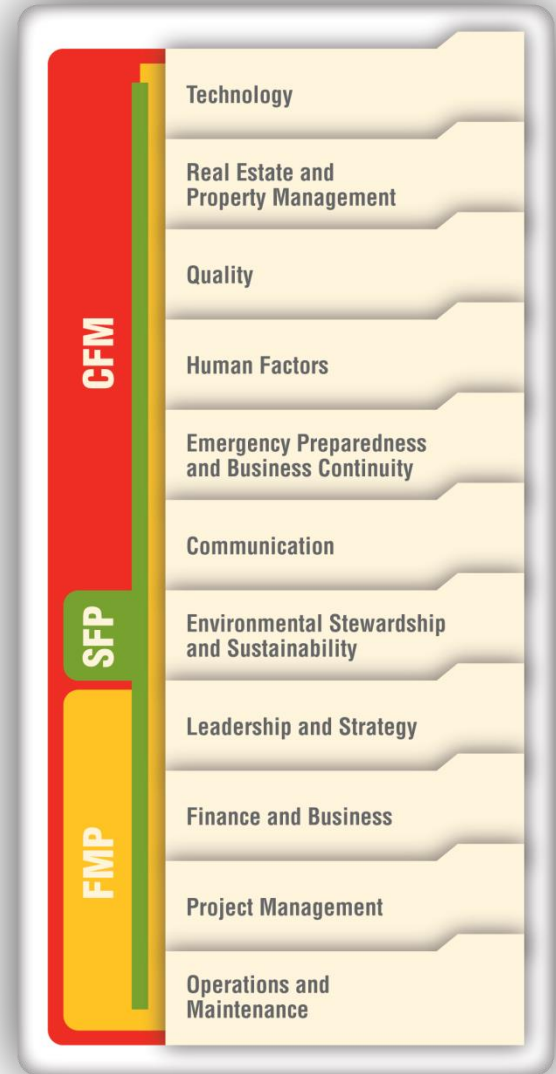 CFM
SFP
FMP
Technology
Real Estate and
Property Management
Quality
Human Factors
Emergency Preparedness
and Business Continuity
Communication
Environmental Stewardship
and Sustainability
Leadership and Strategy
Finance and Business
Project Management
Operations and
Maintenance